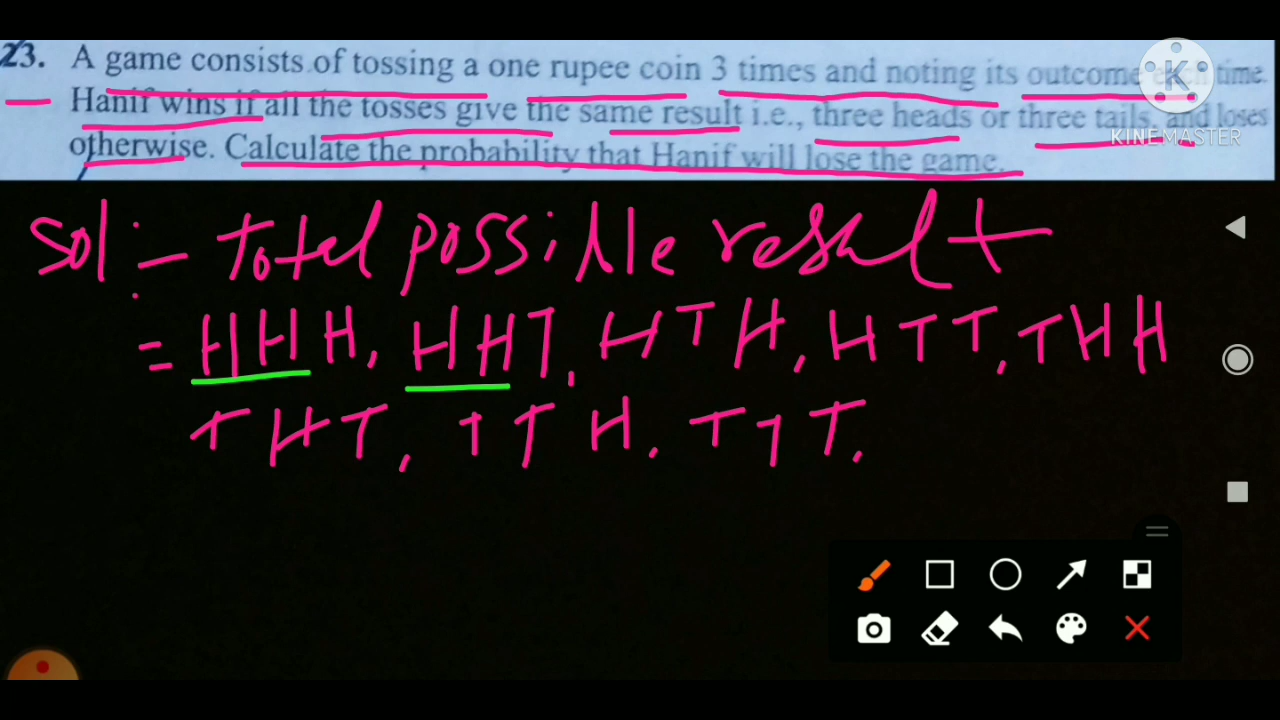 23. A game consists of tossing a one rupee coin 3 times and noting its outcome each time.
Hanif wins if all the tosses give the same result i.e., three heads or three tails, and loses
otherwise. Calculate the probability that Hanif will lose the game.
K
KINEMASTER
Sol :- Total possible result
= HHH, HHT, HTH, HTT, THH
THT, TTH. TTT.